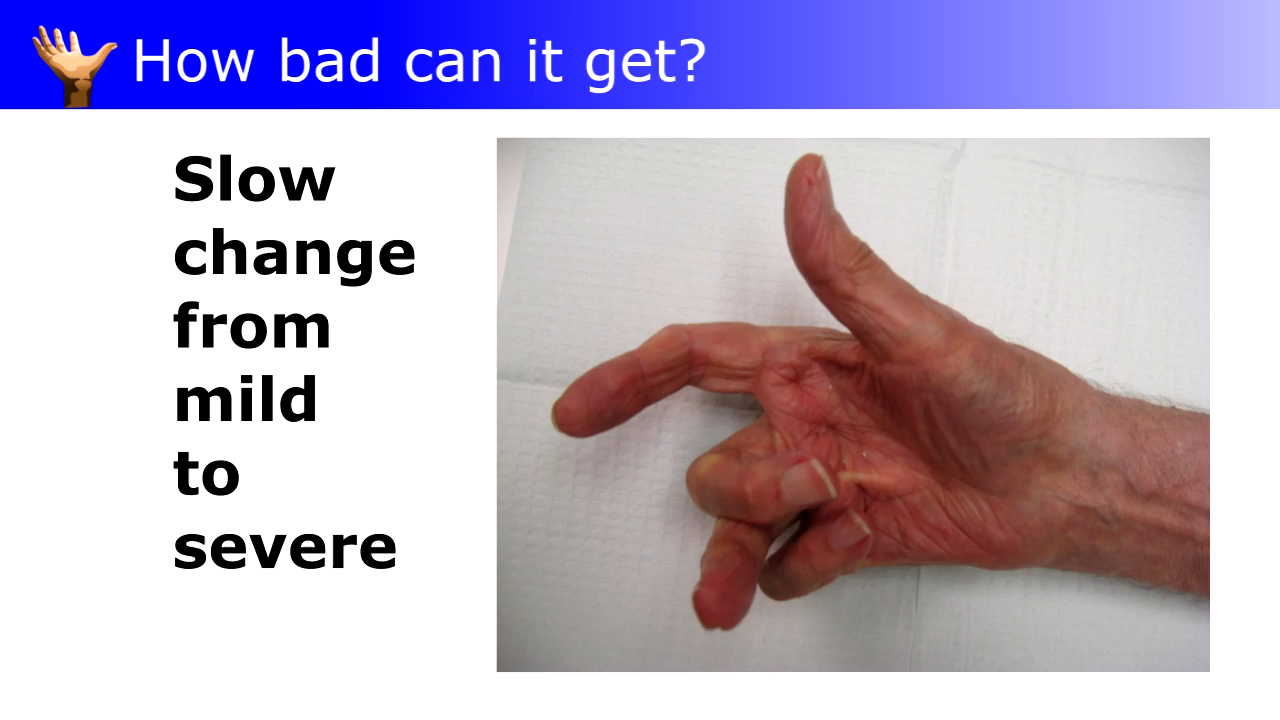 How bad can it get?
Slow
change
from
mild
to
severe